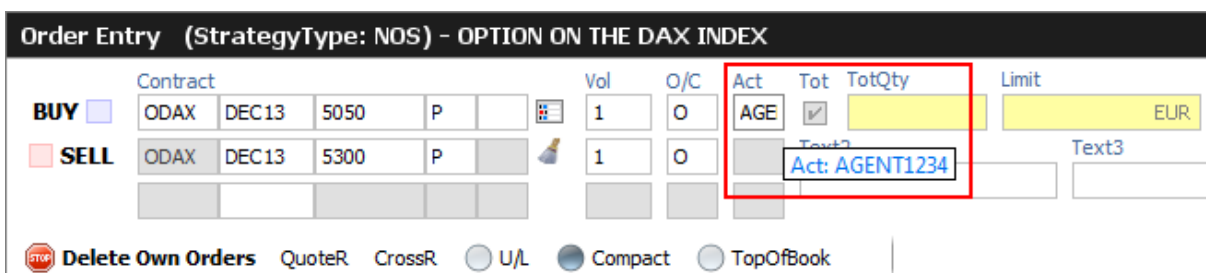 Order Entry (StrategyType: NOS) - OPTION ON THE DAX INDEX
Contract Vol O/C Act Tot TotQty Limit
BUY ODAX DEC13 5050 P 1 O AGE EUR
SELL ODAX DEC13 5300 P 1 O Text3
Act: AGENT1234
STOP Delete Own Orders QuoteR CrossR U/L Compact TopOfBook